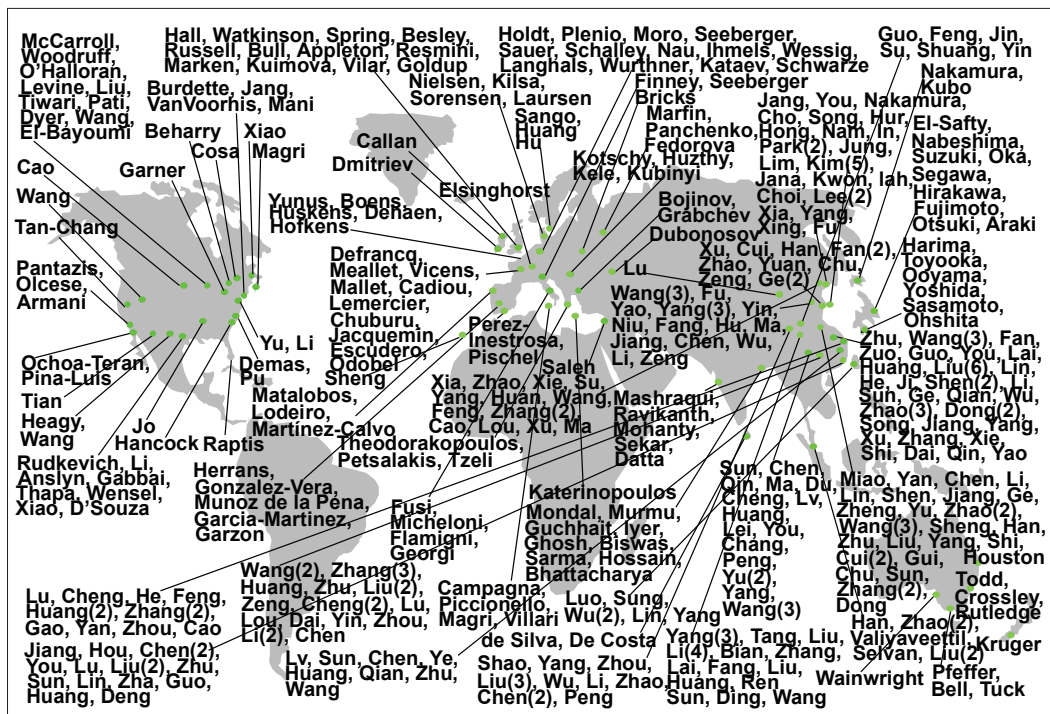 McCarroll,
Woodruff,
O'Halloran,
Levine, Liu,
Tiwari, Pati,
Dyer, Wang,
El-Bayoumi
Hall, Watkinson, Spring, Besley,
Russell, Bull, Appleton, Resmini,
Marken, Kuimova, Vilar, Goldup
Holdt, Plenio, Moro, Seeberger,
Sauer, Schalley, Nau, Ihmels, Wessig,
Langhals, Wurthner, Kataev, Schwarze
Guo, Feng, Jin,
Su, Shuang, Yin
Nakamura,
Kubo
Burdette, Jang,
VanVoorhis, Mani
Nielsen, Kilsa,
Sorensen, Laursen
Finney, Seeberger
Bricks
Sango,
Huang
Hu
Marfin,
Panchenko,
Fedorova
Jang, You, Nakamura,
Cho, Song, Hur,
Hong, Nam, In,
Park(2), Jung,
Lim, Kim(5),
Jana, Kwon, Iah,
Choi, Lee(2)
El-Safty,
Nabeshima,
Suzuki, Oka,
Segawa,
Hirakawa,
Fujimoto,
Otsuki, Araki
Beharry
Xiao
Cosa
Magri
Garner
Callan
Dmitriev
Elsinghorst
Kotschy, Huzthy,
Kele, Kubinyi
Cao
Wang
Tan-Chang
Yunus, Boens,
Huskens, Dehaen,
Hofkens
Bojinov,
Grabchev
Dubonosov
Xia, Yang,
Xing, Fu
Xu, Cui, Han, Fan(2),
Zhao, Yuan, Chu,
Zeng, Ge(2)
Harima,
Toyooka,
Ooyama,
Yoshida,
Sasamoto,
Ohshita
Pantazis,
Olcese,
Armani
Defrancq,
Meallet, Vicens,
Mallet, Cadiou,
Lemercier,
Chuburu,
Jacquemin,
Escudero,
Odobel
Sheng
Lu
Wang(3), Fu,
Yao, Yang(3), Yin,
Niu, Fang, Hu, Ma,
Jiang, Chen, Wu,
Li, Zeng
Perez-
Inestrosa,
Pischel
Saleh
Ochoa-Teran,
Pina-Luis
Tian
Heagy,
Wang
Yu, Li
Demas,
Pu
Jo
Hancock
Raptis
Matalobos,
Lodeiro,
Martinez-Calvo
Xia, Zhao, Xie, Su,
Yang, Huan, Wang,
Feng, Zhang(2),
Cao, Lou, Xu, Ma
Mashraqui,
Ravikanth,
Mohanty,
Sekar,
Datta
Zhu, Wang(3), Fan,
Zuo, Guo, You, Lai,
Huang, Liu(6), Lin,
He, Ji, Shen(2), Li,
Sun, Ge, Qian, Wu,
Zhao(3), Dong(2),
Song, Jiang, Yang,
Xu, Zhang, Xie,
Shi, Dai, Qin, Yao
Theodorakopoulos,
Petsalakis, Tzeli
Rudkevich, Li,
Anslyn, Gabbai,
Thapa, Wensel,
Xiao, D'Souza
Herrans,
Gonzalez-Vera,
Munoz de la Pena,
Garcia-Martinez,
Garzon
Fusi,
Micheloni,
Flamigni,
Georgi
Katerinopoulos
Mondal, Murmu,
Guchhait, Iyer,
Ghosh, Biswas,
Sarma, Hossain,
Bhattacharya
Sun, Chen,
Qin, Ma, Du,
Cheng, Lv,
Huang,
Lei, You,
Chang,
Peng,
Yu(2),
Yang,
Wang(3)
Miao, Yan, Chen, Li,
Lin, Shen, Jiang, Ge,
Zheng, Yu, Zhao(2),
Wang(3), Sheng, Han,
Zhu, Liu, Yang, Shi,
Cui(2), Gui,
Chu, Sun,
Zhang(2),
Dong
Houston
Todd,
Crossley,
Rutledge
Kruger
Lu, Cheng, He, Feng,
Huang(2), Zhang(2),
Gao, Yan, Zhou, Cao
Jiang, Hou, Chen(2),
You, Lu, Liu(2), Zhu,
Sun, Lin, Zha, Guo,
Huang, Deng
Wang(2), Zhang(3),
Huang, Zhu, Liu(2),
Zeng, Cheng(2), Lu,
Lou, Dai, Yin, Zhou,
Li(2), Chen
Campagna,
Piccionello,
Magri, Villari
Luo, Sung,
Wu(2), Lin, Yang
de Silva, De Costa
Han, Zhao(2),
Valiyaveettil,
Selvan, Liu(2)
Lv, Sun, Chen, Ye,
Huang, Qian, Zhu,
Wang
Shao, Yang, Zhou,
Liu(3), Wu, Li, Zhao,
Chen(2), Peng
Yang(3), Tang, Liu,
Li(4), Bian, Zhang,
Lai, Fang, Liu,
Huang, Ren
Sun, Ding, Wang
Wainwright
Pfeffer,
Bell, Tuck